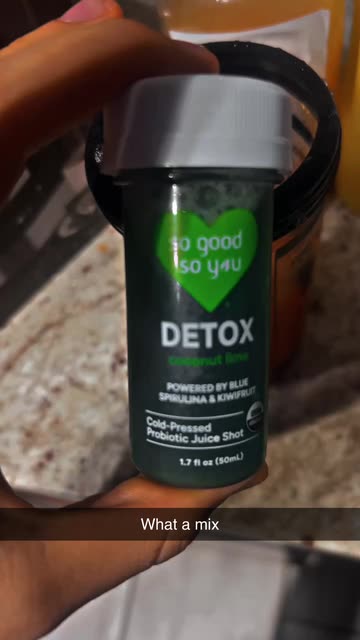 so good
so y4u
DETOX
coconut lime
POWERED BY BLUE
SPIRULINA & KIWIFRUIT
Cold-Pressed
Probiotic Juice Shot
1.7 fl oz (50mL)
What a mix